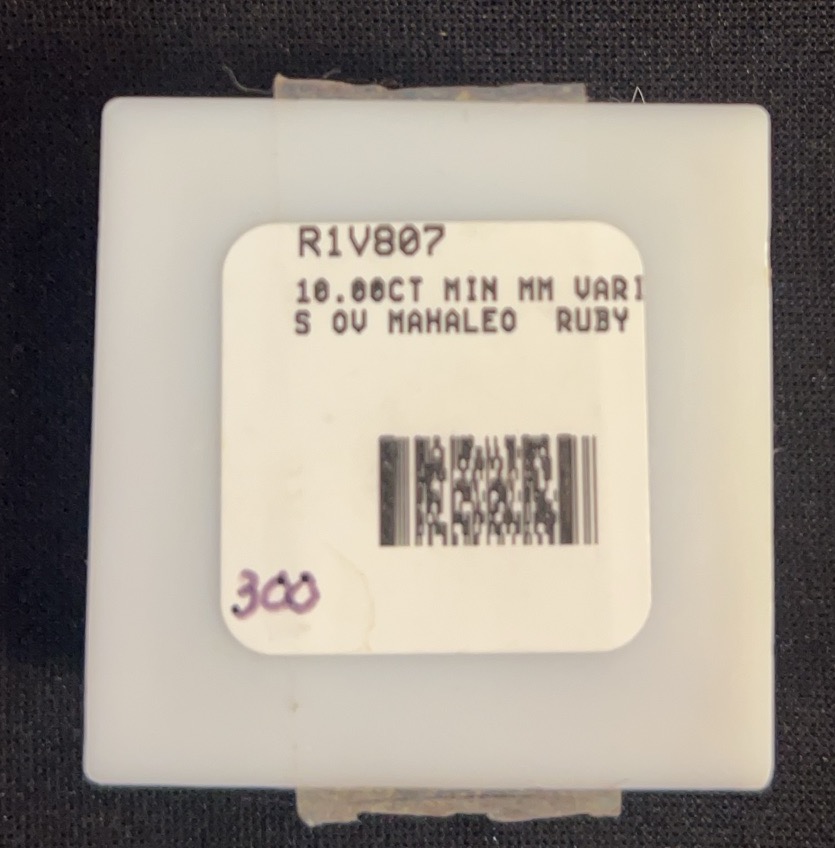 R1V807
10.00CT MIN MM VARI
S OV MAHALEO RUBY
300